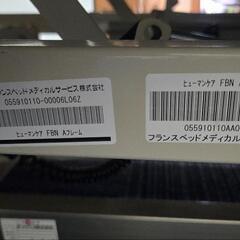 フランスベッドメディカルサービス株式会社
055910110-00006L06Z
ヒューマンケア FBN Aフレーム
ヒューマンケア FBN
055910110AA0
フランスベッドメディカル